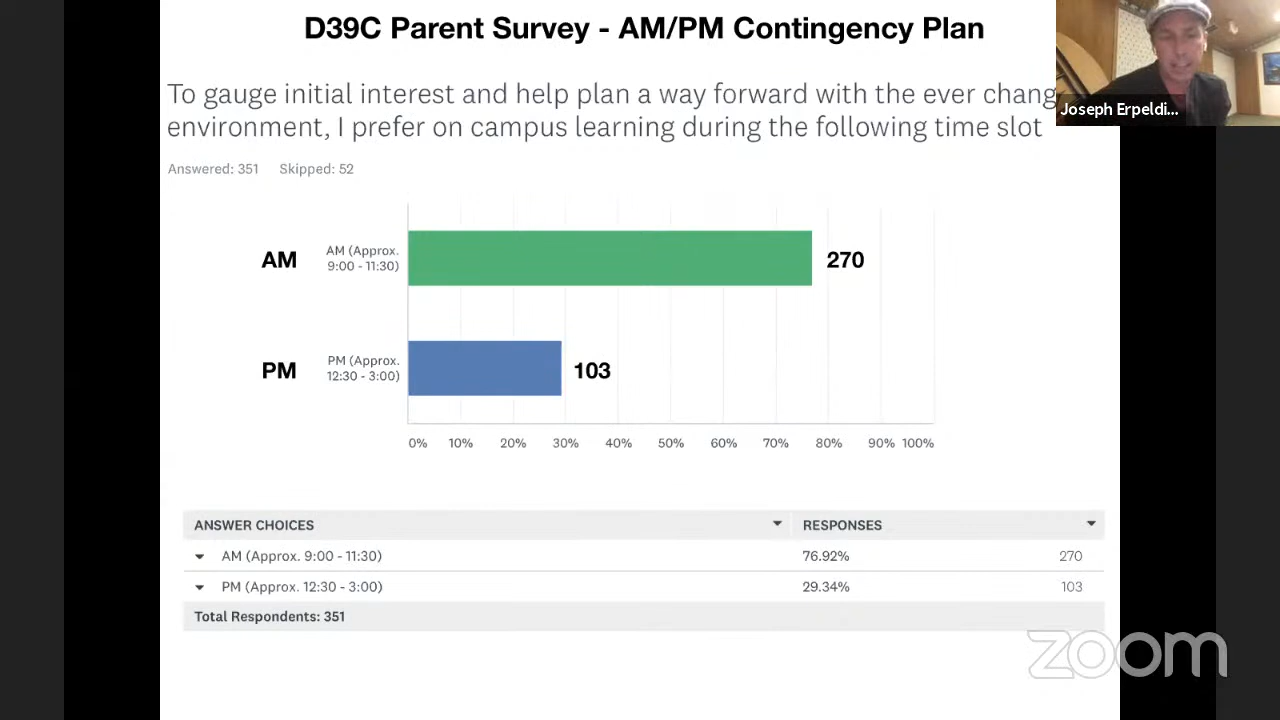 D39C Parent Survey - AM/PM Contingency Plan
To gauge initial interest and help plan a way forward with the ever chang
environment, I prefer on campus learning during the following time slot
Joseph Erpeldi...
Answered: 351 Skipped: 52
AM
AM (Approx.
9:00 - 11:30)
270
PM
PM (Approx.
12:30 - 3:00)
103
0% 10% 20% 30% 40% 50% 60% 70% 80% 90% 100%
ANSWER CHOICES RESPONSES
AM (Approx. 9:00 - 11:30) 76.92% 270
PM (Approx. 12:30 - 3:00) 29.34% 103
Total Respondents: 351
zoom